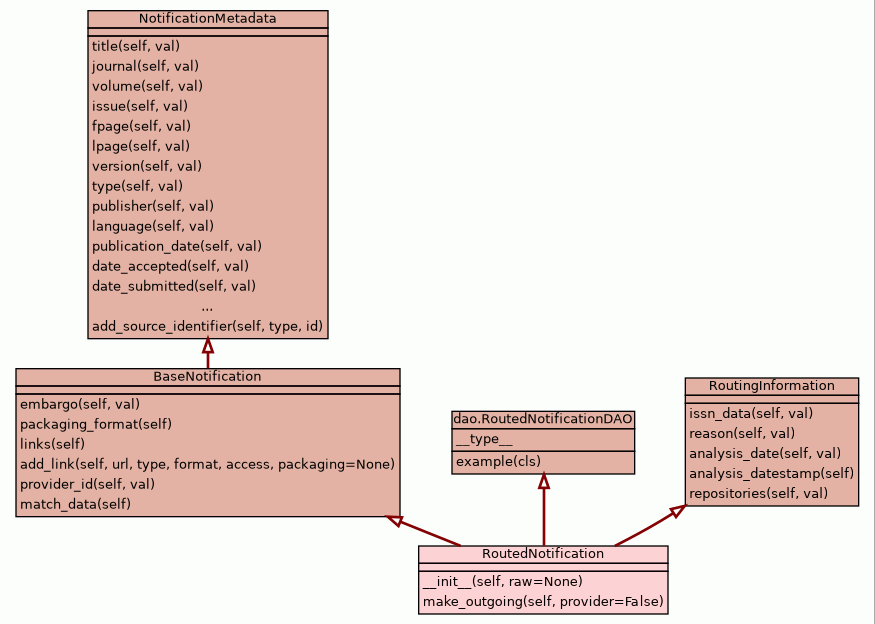 NotificationMetadata
title(self, val)
journal(self, val)
volume(self, val)
issue(self, val)
fpage(self, val)
lpage(self, val)
version(self, val)
type(self, val)
publisher(self, val)
language(self, val)
publication_date(self, val)
date_accepted(self, val)
date_submitted(self, val)
...
add_source_identifier(self, type, id)
BaseNotification
embargo(self, val)
packaging_format(self)
links(self)
add_link(self, url, type, format, access, packaging=None)
provider_id(self, val)
match_data(self)
dao.RoutedNotificationDAO
__type__
example(cls)
RoutingInformation
issn_data(self, val)
reason(self, val)
analysis_date(self, val)
analysis_datestamp(self)
repositories(self, val)
RoutedNotification
__init__(self, raw=None)
make_outgoing(self, provider=False)